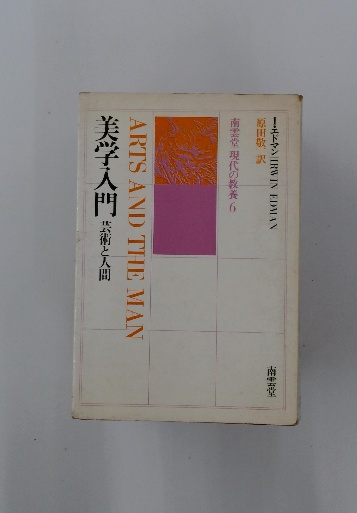 I・エドマン IRWIN EDMAN
原田敬一訳
南雲堂 現代の教養 6
ARTS AND THE MAN
美学入門 芸術と人間
南雲堂